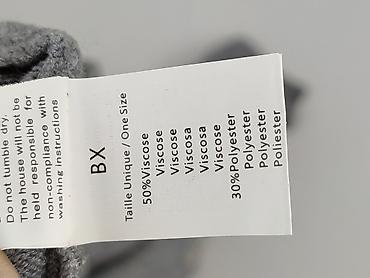 Do not tumble dry.
The house will not be
held responsible for
non-compliance with
washing instructions
BX
Taille Unique / One Size
50%Viscose
Viscose
Viscose
Viscosa
Viscosa
Viscose
30%Polyester
Polyester
Polyester
Poliester